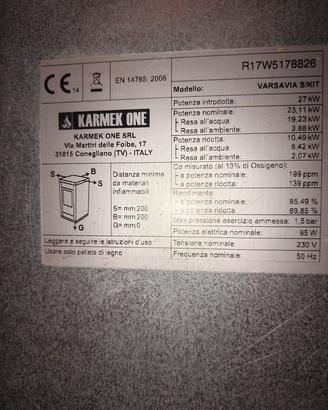 R17W5178826
CE 14
EN 14785: 2006
KARMEK ONE
KARMEK ONE SRL
Via Martiri delle Foibe, 17
31015 Conegliano (TV) - ITALY
S
B
S
G
Distanza minima
da materiali
infiammabili
S= mm 200
B= mm 200
G= mm 0
Leggere e seguire le istruzioni d'uso
Usare solo pellets di legno
Modello: VARSAVIA S/KIT
Potenza introdotta: 27 kW
Potenza nominale: 23,11 kW
Resa all'acqua: 19.23 kW
Resa all'ambiente: 3.88 kW
Potenza ridotta: 10,49 kW
Resa all'acqua: 8,42 kW
Resa all'ambiente: 2,07 kW
Co misurato (al 13% di Ossigeno):
- a potenza nominale: 199 ppm
- a potenza ridotta: 139 ppm
Rendimento
- a potenza nominale: 85,49 %
- a potenza ridotta: 89,85 %
Max pressione esercizio ammessa: 1,5 bar
Potenza elettrica nominale: 95 W
Tensione nominale: 230 V
Frequenza nominale: 50 Hz